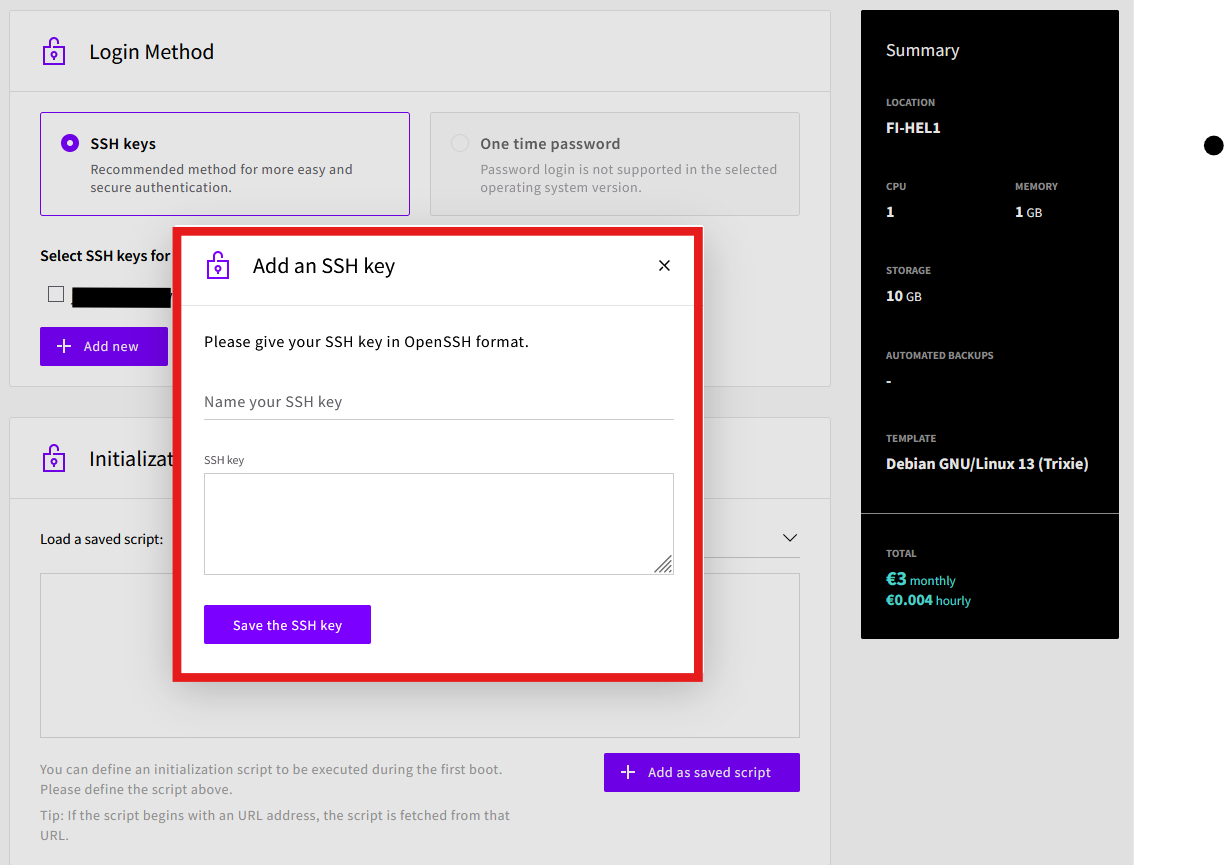 Login Method
SSH keys
Recommended method for more easy and
secure authentication.
One time password
Password login is not supported in the selected
operating system version.
Select SSH keys for
Add new
Add an SSH key
Please give your SSH key in OpenSSH format.
Name your SSH key
SSH key
Save the SSH key
Initializat
Load a saved script:
You can define an initialization script to be executed during the first boot.
Please define the script above.
Tip: If the script begins with an URL address, the script is fetched from that
URL.
Add as saved script
Summary
LOCATION
FI-HEL1
CPU
1
MEMORY
1 GB
STORAGE
10 GB
AUTOMATED BACKUPS
-
TEMPLATE
Debian GNU/Linux 13 (Trixie)
TOTAL
€3 monthly
€0.004 hourly